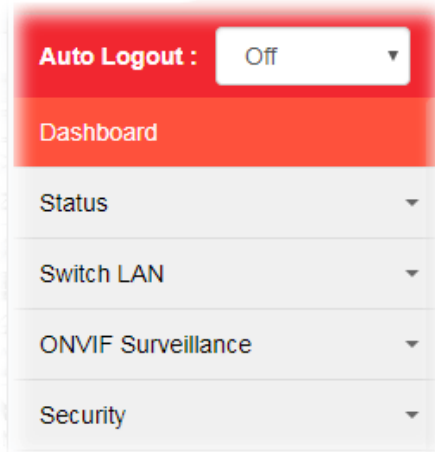 Auto Logout : Off
Dashboard
Status
Switch LAN
ONVIF Surveillance
Security